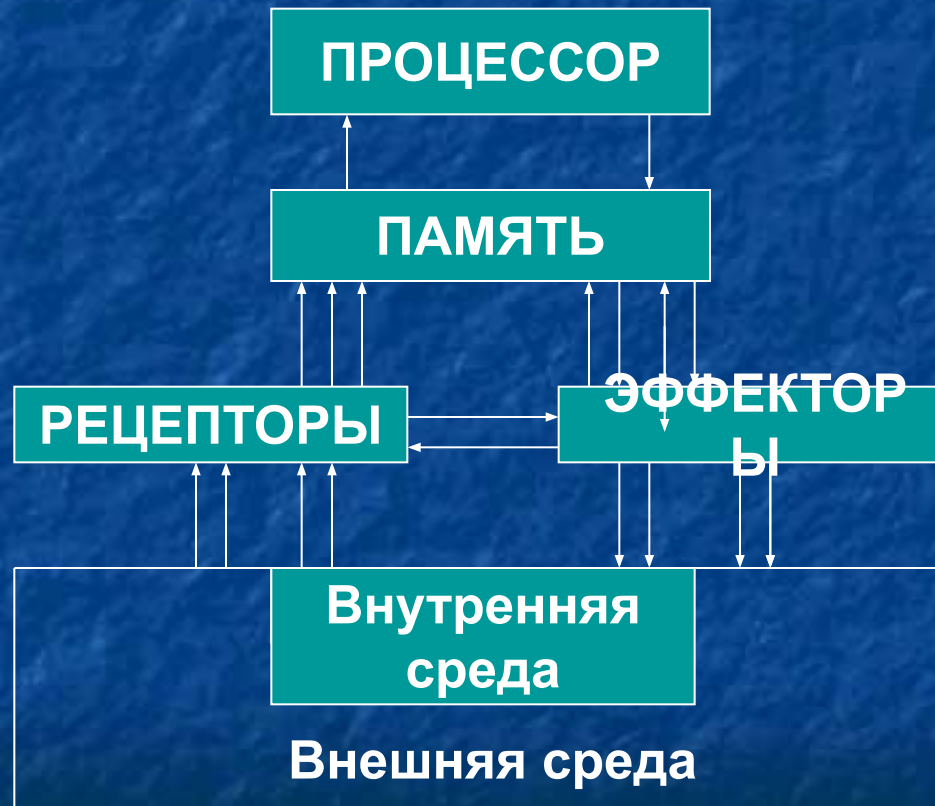 ПРОЦЕССОР
ПАМЯТЬ
РЕЦЕПТОРЫ
ЭФФЕКТОР
Ы
Внутренняя
среда
Внешняя среда